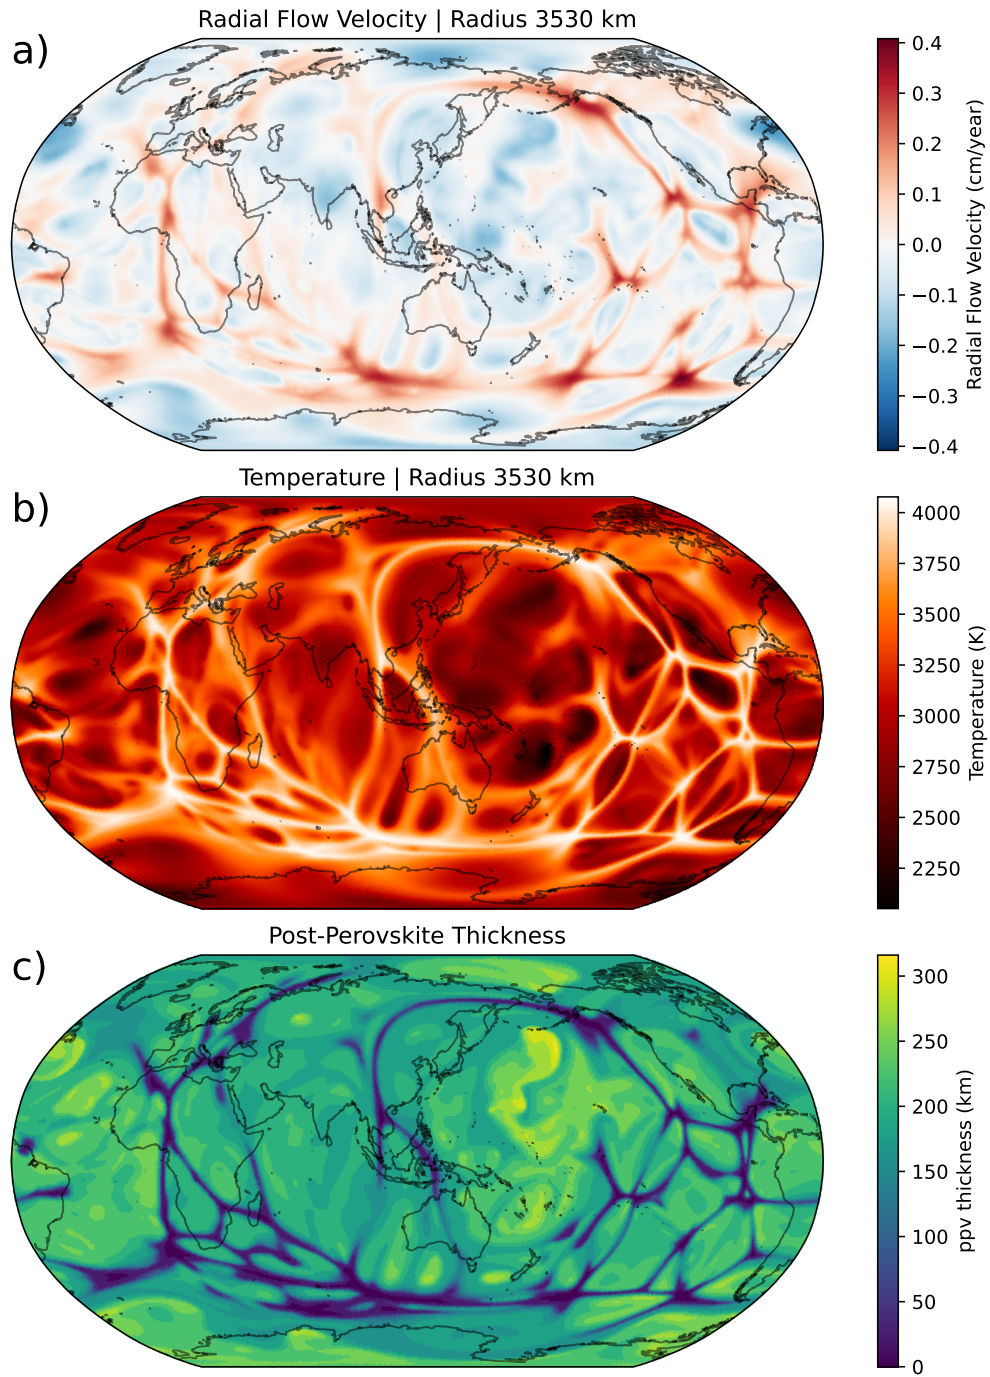 Radial Flow Velocity | Radius 3530 km
a)
0.4
0.3
0.2
0.1
0.0
−0.1
−0.2
−0.3
−0.4
Radial Flow Velocity (cm/year)
Temperature | Radius 3530 km
b)
4000
3750
3500
3250
3000
2750
2500
2250
Temperature (K)
Post-Perovskite Thickness
c)
300
250
200
150
100
50
0
ppv thickness (km)